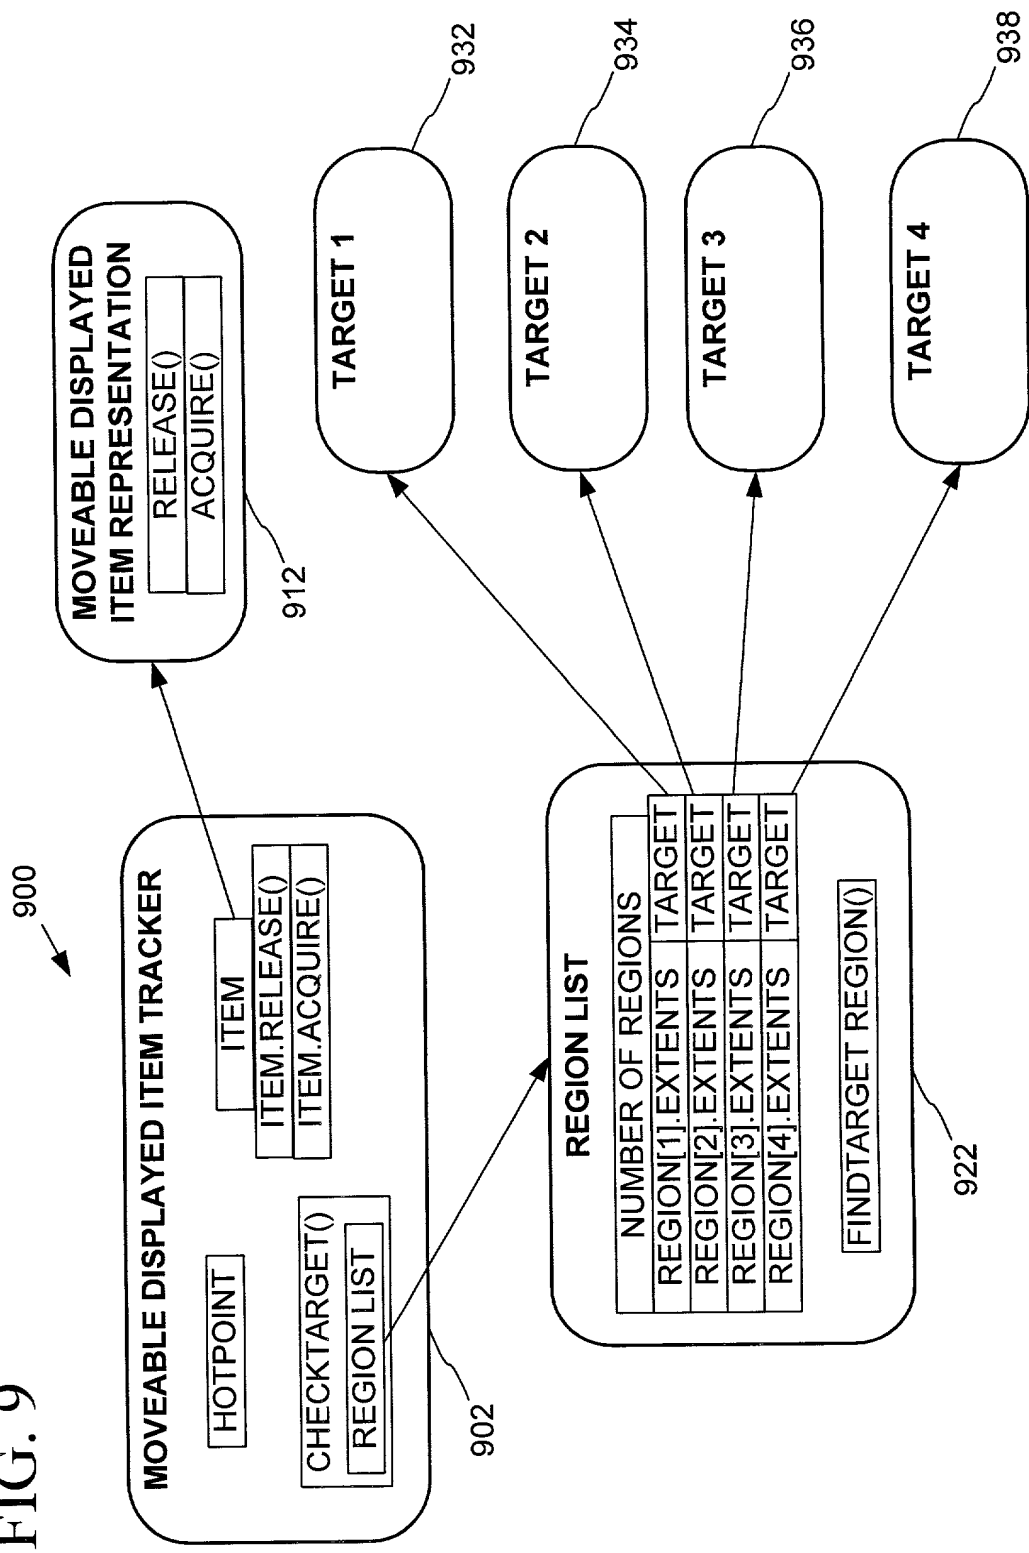 FIG. 9
900
MOVEABLE DISPLAYED ITEM TRACKER
HOTPOINT
ITEM
ITEM.RELEASE()
ITEM.ACQUIRE()
CHECKTARGET()
REGION LIST
902
MOVEABLE DISPLAYED
ITEM REPRESENTATION
RELEASE()
ACQUIRE()
912
REGION LIST
NUMBER OF REGIONS
REGION[1].EXTENTS TARGET
REGION[2].EXTENTS TARGET
REGION[3].EXTENTS TARGET
REGION[4].EXTENTS TARGET
FINDTARGET REGION()
922
TARGET 1
932
TARGET 2
934
TARGET 3
936
TARGET 4
938